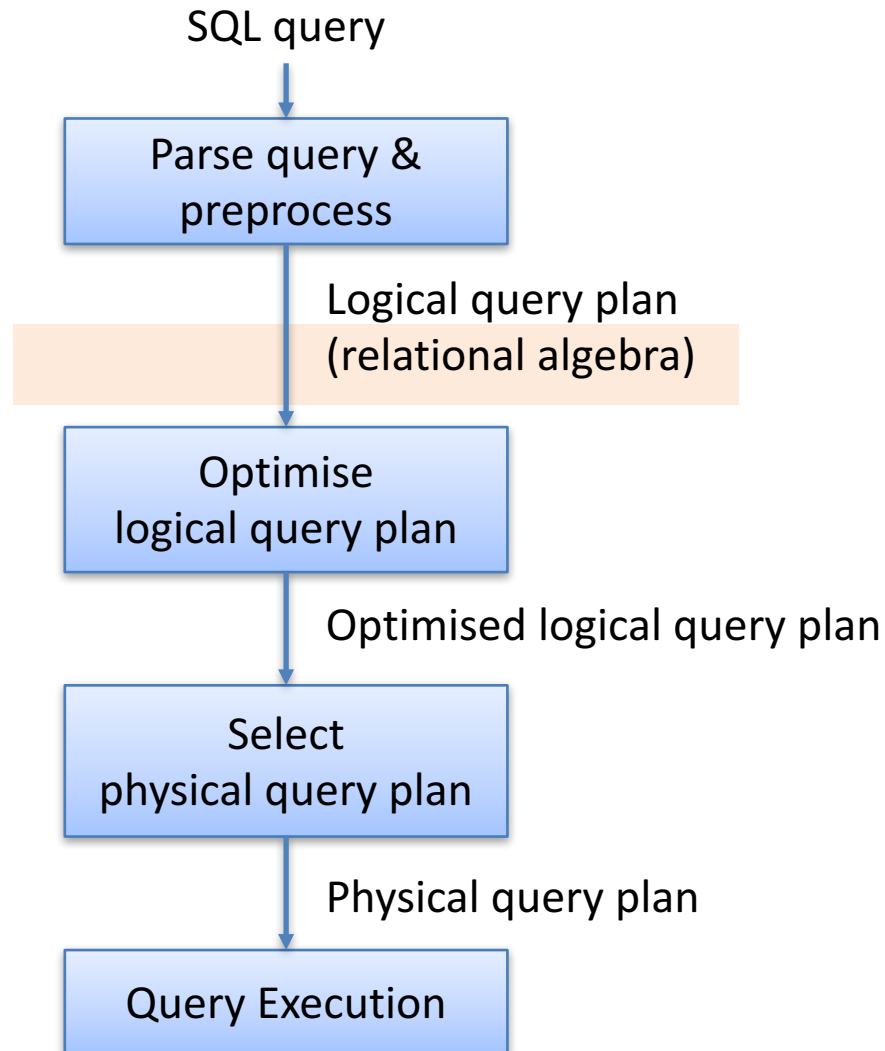 SQL query
Parse query &
preprocess
Logical query plan
(relational algebra)
Optimise
logical query plan
Optimised logical query plan
Select
physical query plan
Physical query plan
Query Execution